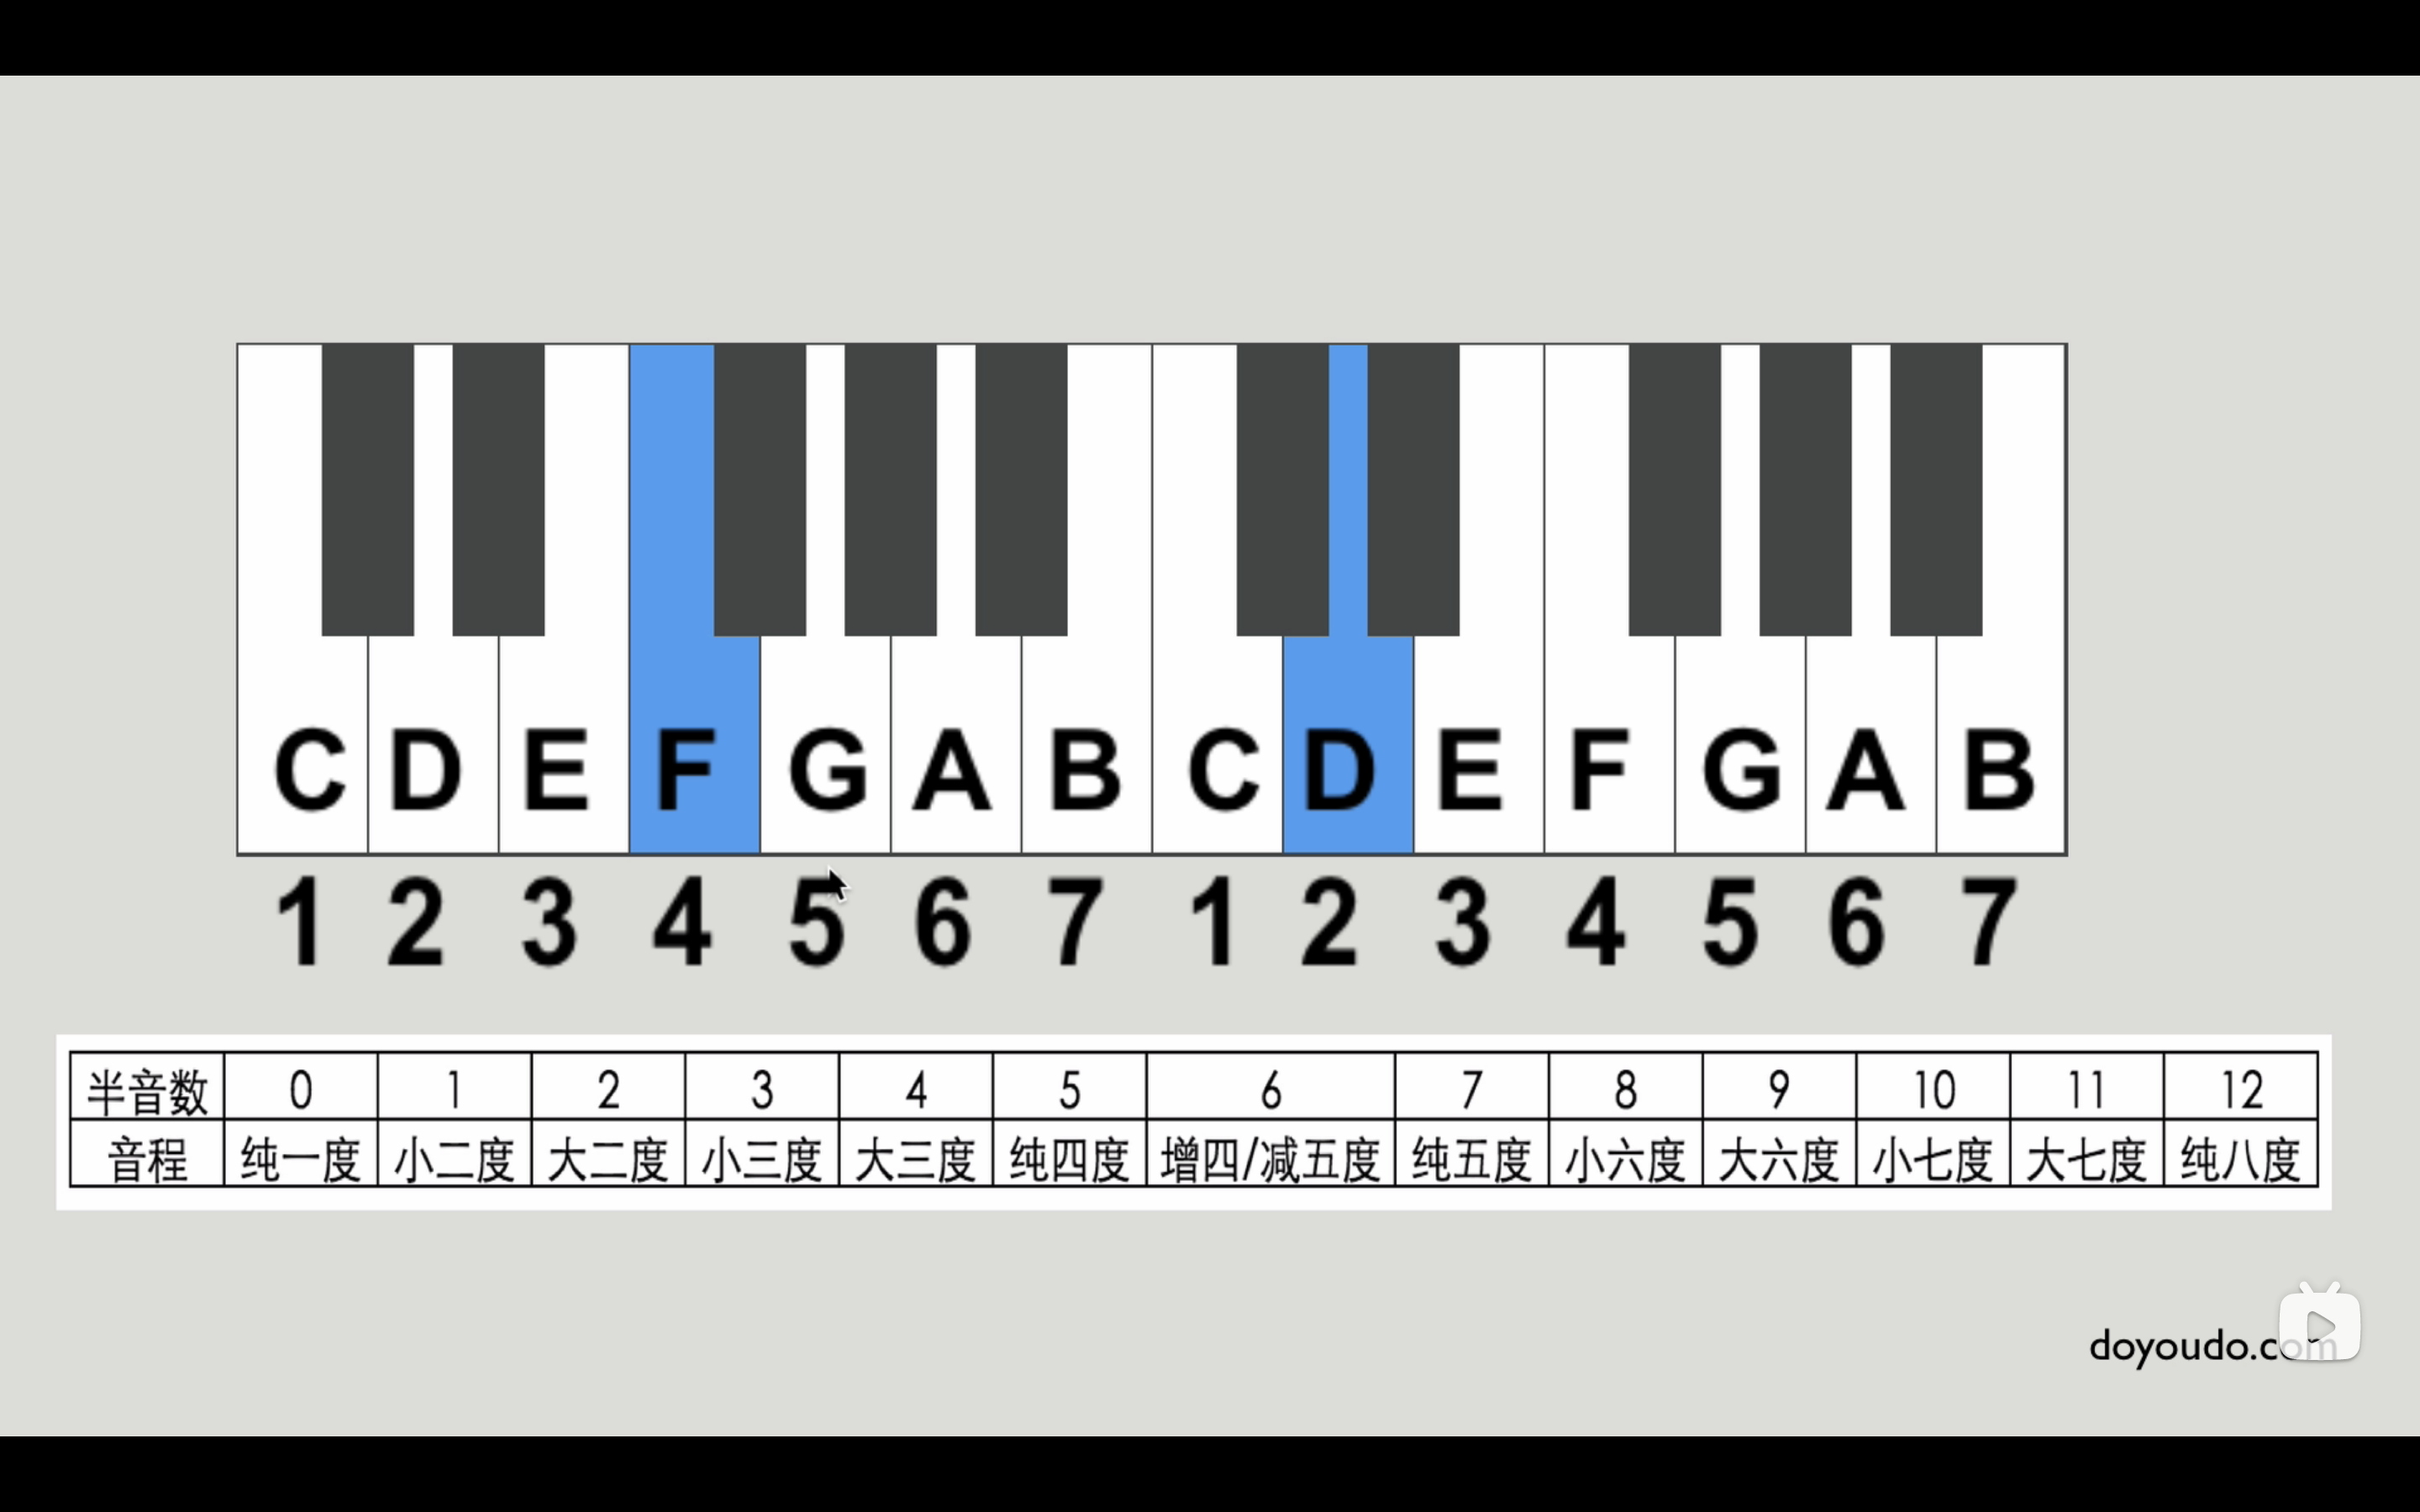 C D E F G A B C D E F G A B
1 2 3 4 5 6 7 1 2 3 4 5 6 7
半音数 0 1 2 3 4 5 6 7 8 9 10 11 12
音程 纯一度 小二度 大二度 小三度 大三度 纯四度 增四/减五度 纯五度 小六度 大六度 小七度 大七度 纯八度
doyoudo.com